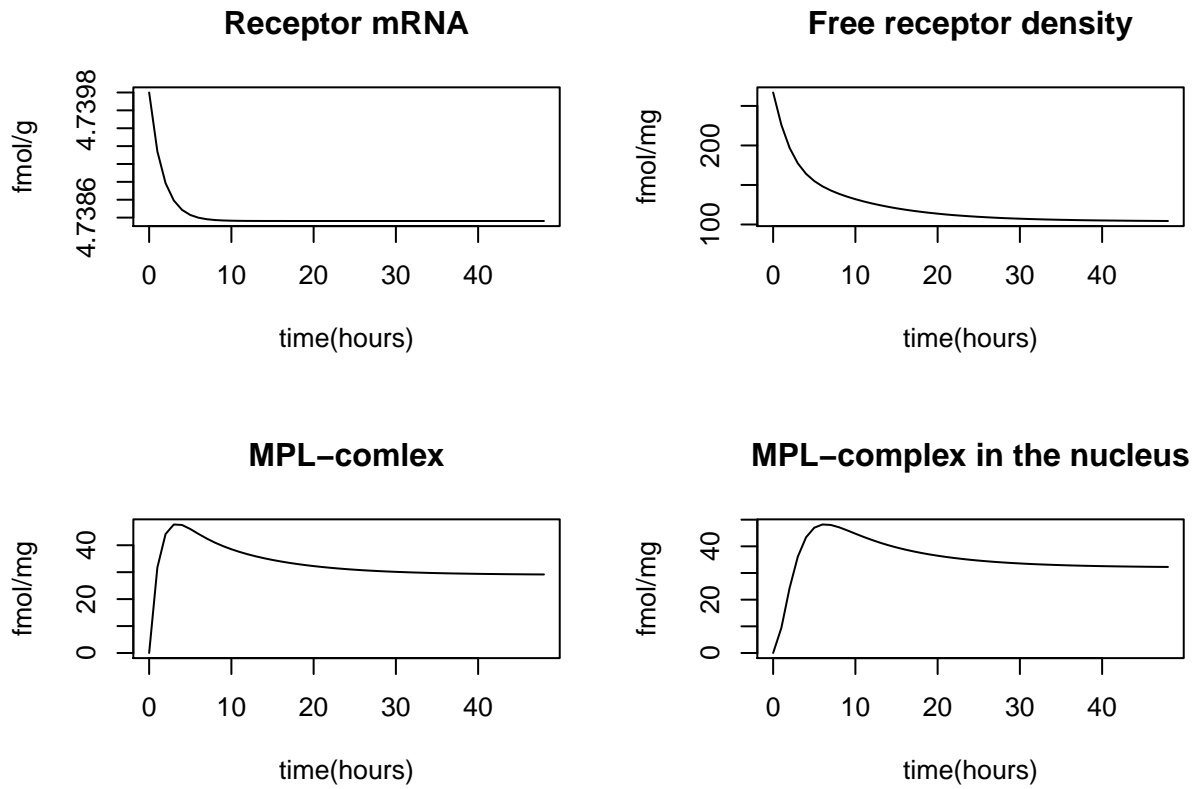 Receptor mRNA
fmol/g
4.7398
4.7386
0 10 20 30 40
time(hours)
Free receptor density
fmol/mg
200
100
0 10 20 30 40
time(hours)
MPL−comlex
fmol/mg
40
20
0
0 10 20 30 40
time(hours)
MPL−complex in the nucleus
fmol/mg
40
20
0
0 10 20 30 40
time(hours)